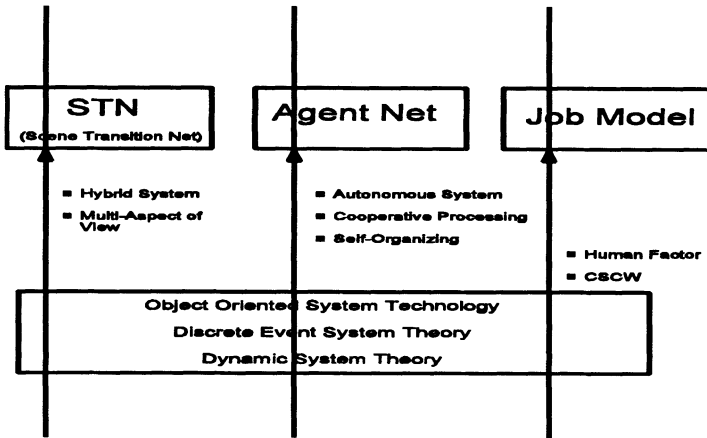 STN
(Scene Transition Net)
Agent Net
Job Model
▪ Hybrid System
▪ Multi-Aspect of
View
▪ Autonomous System
▪ Cooperative Processing
▪ Self-Organizing
▪ Human Factor
▪ CSCW
Object Oriented System Technology
Discrete Event System Theory
Dynamic System Theory